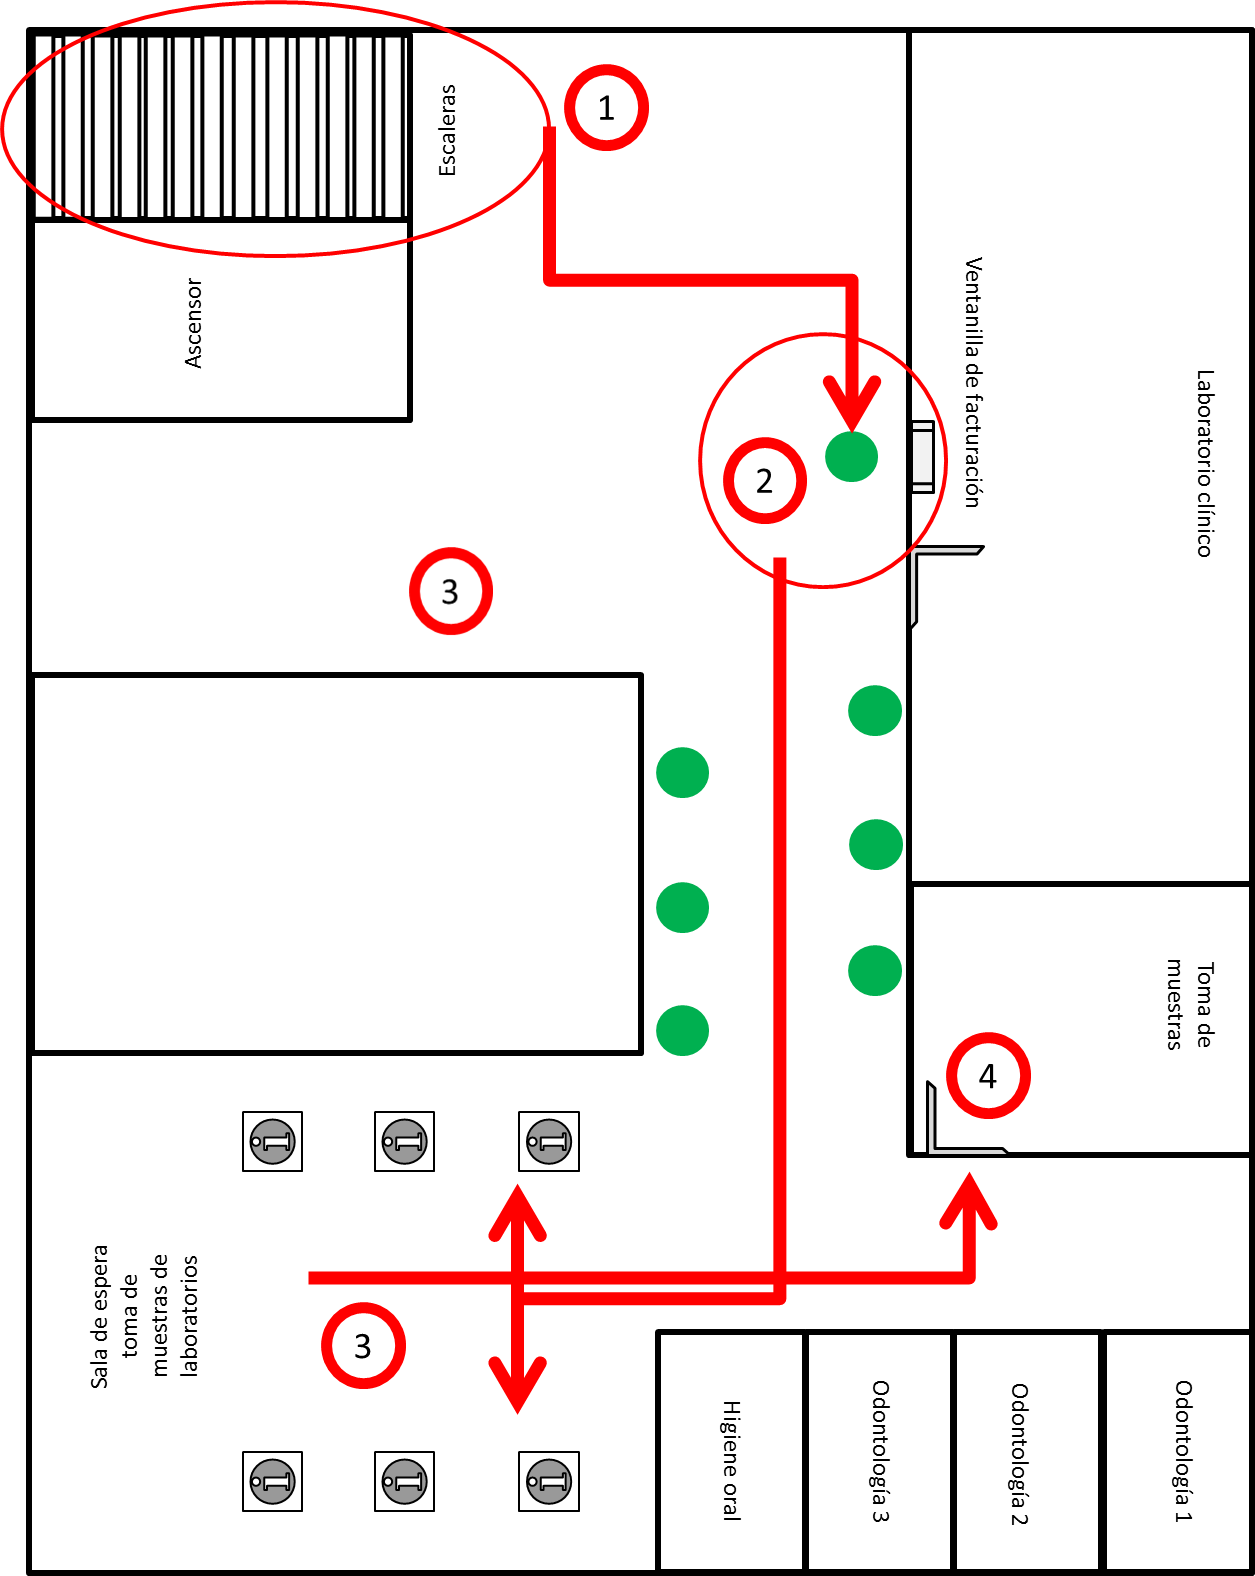 Escaleras
1
Ascensor
Ventanilla de facturación
Laboratorio clínico
2
3
Toma de
muestras
4
i
i
i
Sala de espera
toma de
muestras de
laboratorios
3
i
i
i
Higiene oral
Odontología 3
Odontología 2
Odontología 1